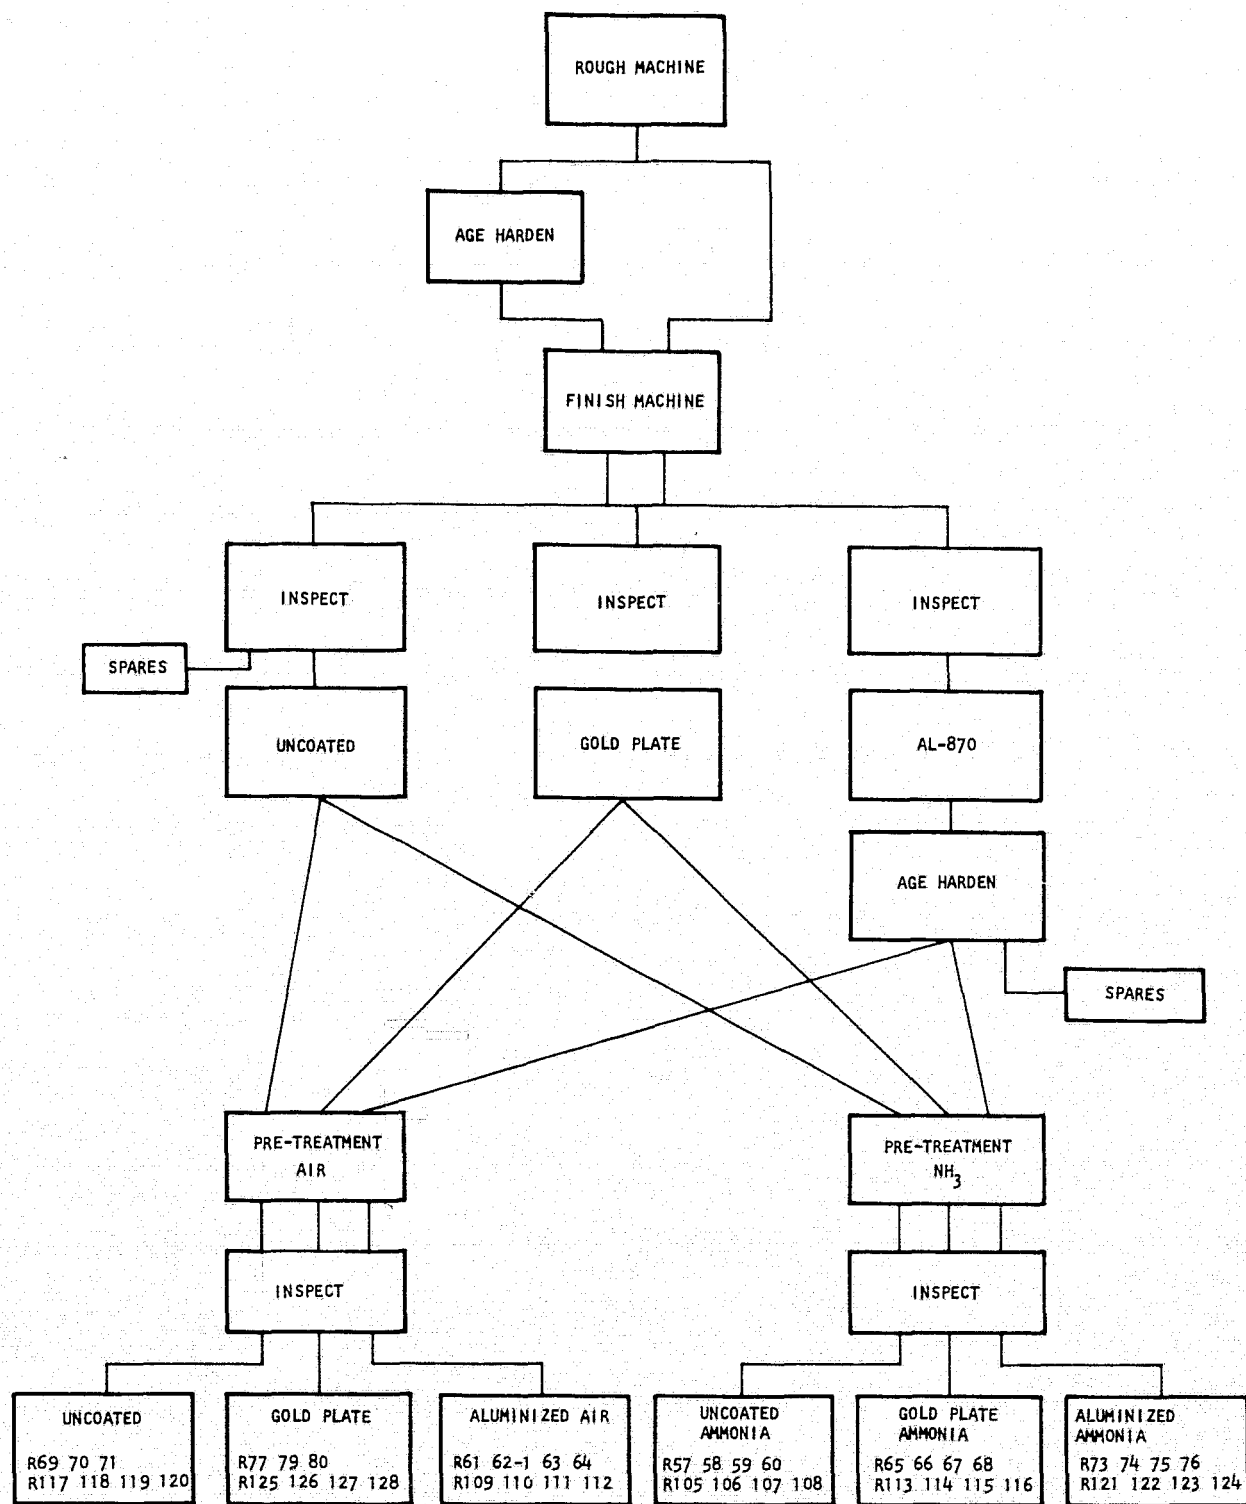 ROUGH MACHINE
AGE HARDEN
FINISH MACHINE
INSPECT
INSPECT
INSPECT
SPARES
UNCOATED
GOLD PLATE
AL-870
AGE HARDEN
SPARES
PRE-TREATMENT
AIR
PRE-TREATMENT
NH3
INSPECT
INSPECT
UNCOATED
R69 70 71
R117 118 119 120
GOLD PLATE
R77 79 80
R125 126 127 128
ALUMINIZED AIR
R61 62-1 63 64
R109 110 111 112
UNCOATED
AMMONIA
R57 58 59 60
R105 106 107 108
GOLD PLATE
AMMONIA
R65 66 67 68
R113 114 115 116
ALUMINIZED
AMMONIA
R73 74 75 76
R121 122 123 124